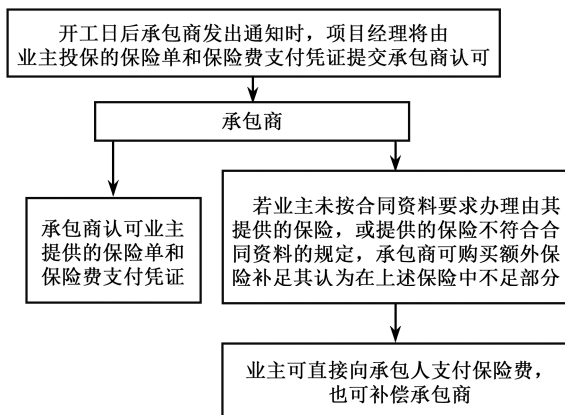 开工日后承包商发出通知时，项目经理将由
业主投保的保险单和保险费支付凭证提交承包商认可
承包商
承包商认可业主
提供的保险单和
保险费支付凭证
若业主未按合同资料要求办理由其
提供的保险，或提供的保险不符合合
同资料的规定，承包商可购买额外保
险补足其认为在上述保险中不足部分
业主可直接向承包人支付保险费，
也可补偿承包商